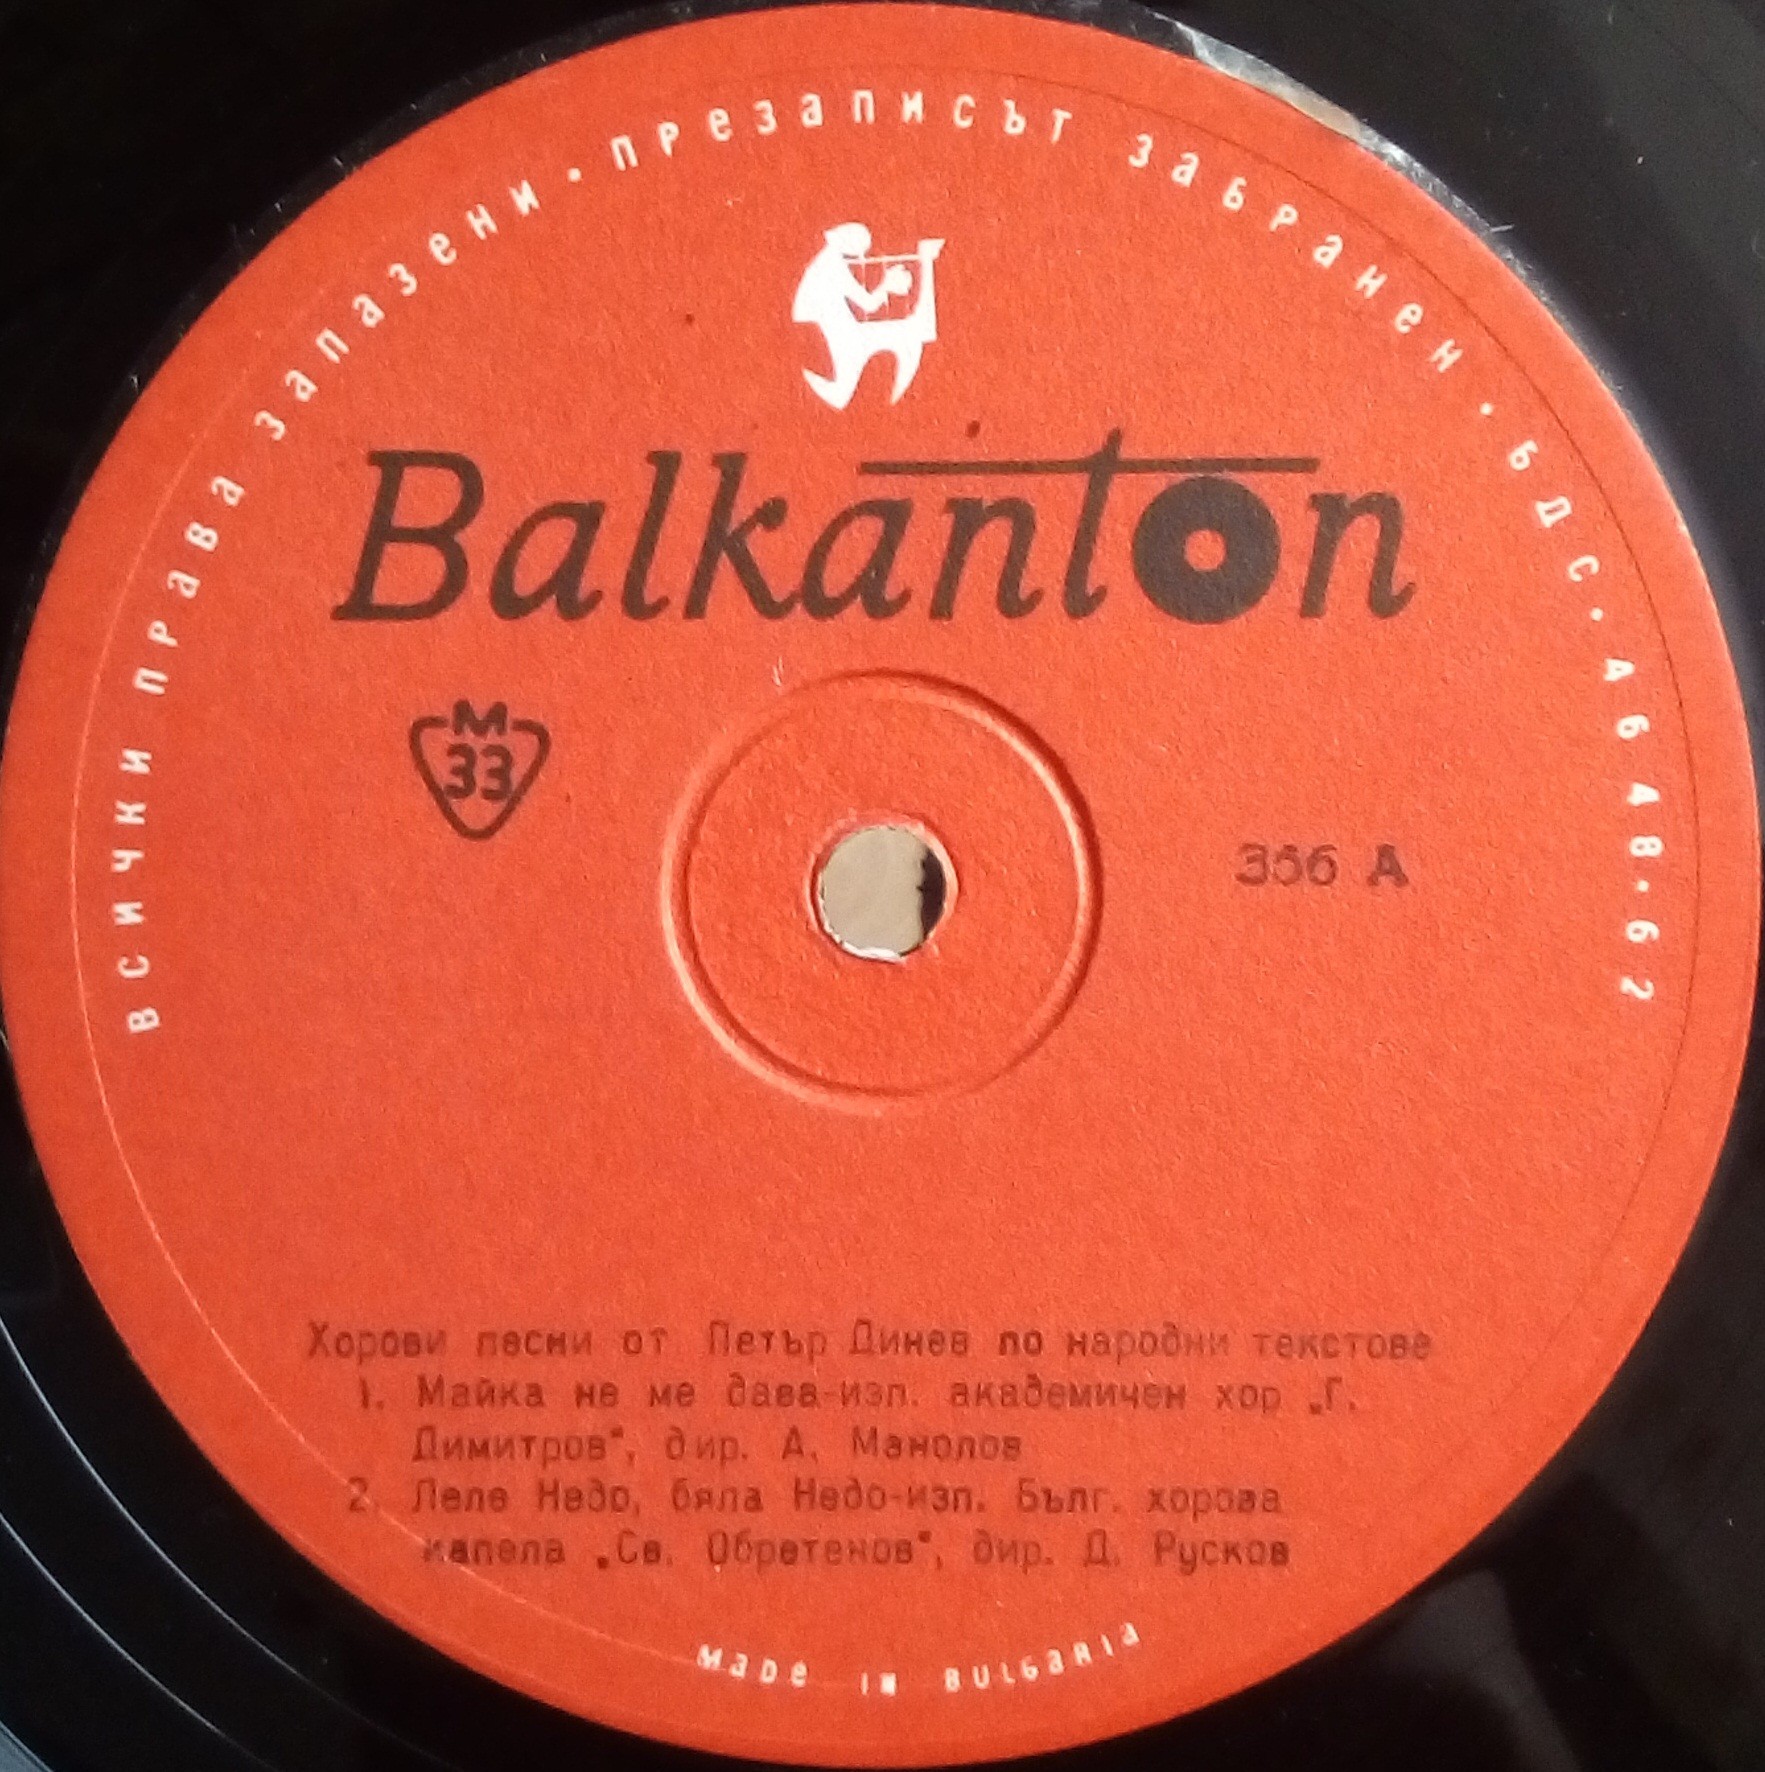 всички права запазени · презаписът забранен · БДС · АБ48·62
Balkanton
М
33
366 А
Хорови песни от Петър Динев по народни текстове
1. Майка не ме дава-изп. академичен хор „Г.
Димитров“, дир. А. Манолов
2. Леле Недо, бяла Недо-изп. Бълг. хорова
капела „Св. Обретенов“, дир. Д. Русков
made in Bulgaria